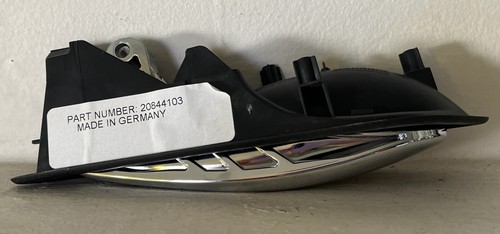 PART NUMBER: 20844103
MADE IN GERMANY